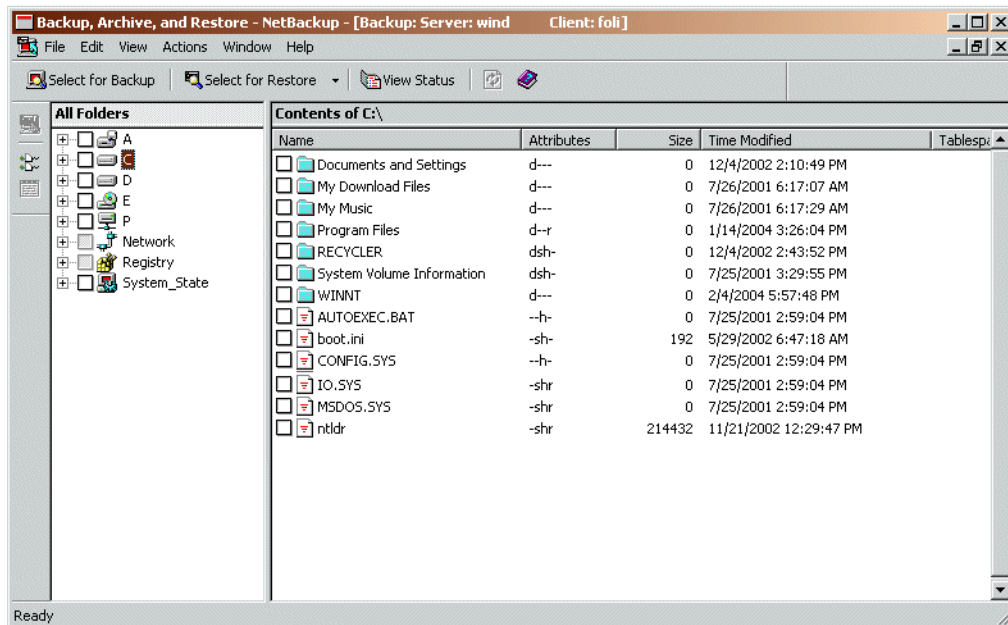 Backup, Archive, and Restore - NetBackup - [Backup: Server: wind Client: foli]
File Edit View Actions Window Help
Select for Backup Select for Restore View Status
All Folders
A
C
D
E
P
Network
Registry
System_State
Contents of C:\
Name Attributes Size Time Modified Tablespa
Documents and Settings d--- 0 12/4/2002 2:10:49 PM
My Download Files d--- 0 7/26/2001 6:17:07 AM
My Music d--- 0 7/26/2001 6:17:29 AM
Program Files d--r 0 1/14/2004 3:26:04 PM
RECYCLER dsh- 0 12/4/2002 2:43:52 PM
System Volume Information dsh- 0 7/25/2001 3:29:55 PM
WINNT d--- 0 2/4/2004 5:57:48 PM
AUTOEXEC.BAT --h- 0 7/25/2001 2:59:04 PM
boot.ini -sh- 192 5/29/2002 6:47:18 AM
CONFIG.SYS --h- 0 7/25/2001 2:59:04 PM
IO.SYS -shr 0 7/25/2001 2:59:04 PM
MSDOS.SYS -shr 0 7/25/2001 2:59:04 PM
ntldr -shr 214432 11/21/2002 12:29:47 PM
Ready